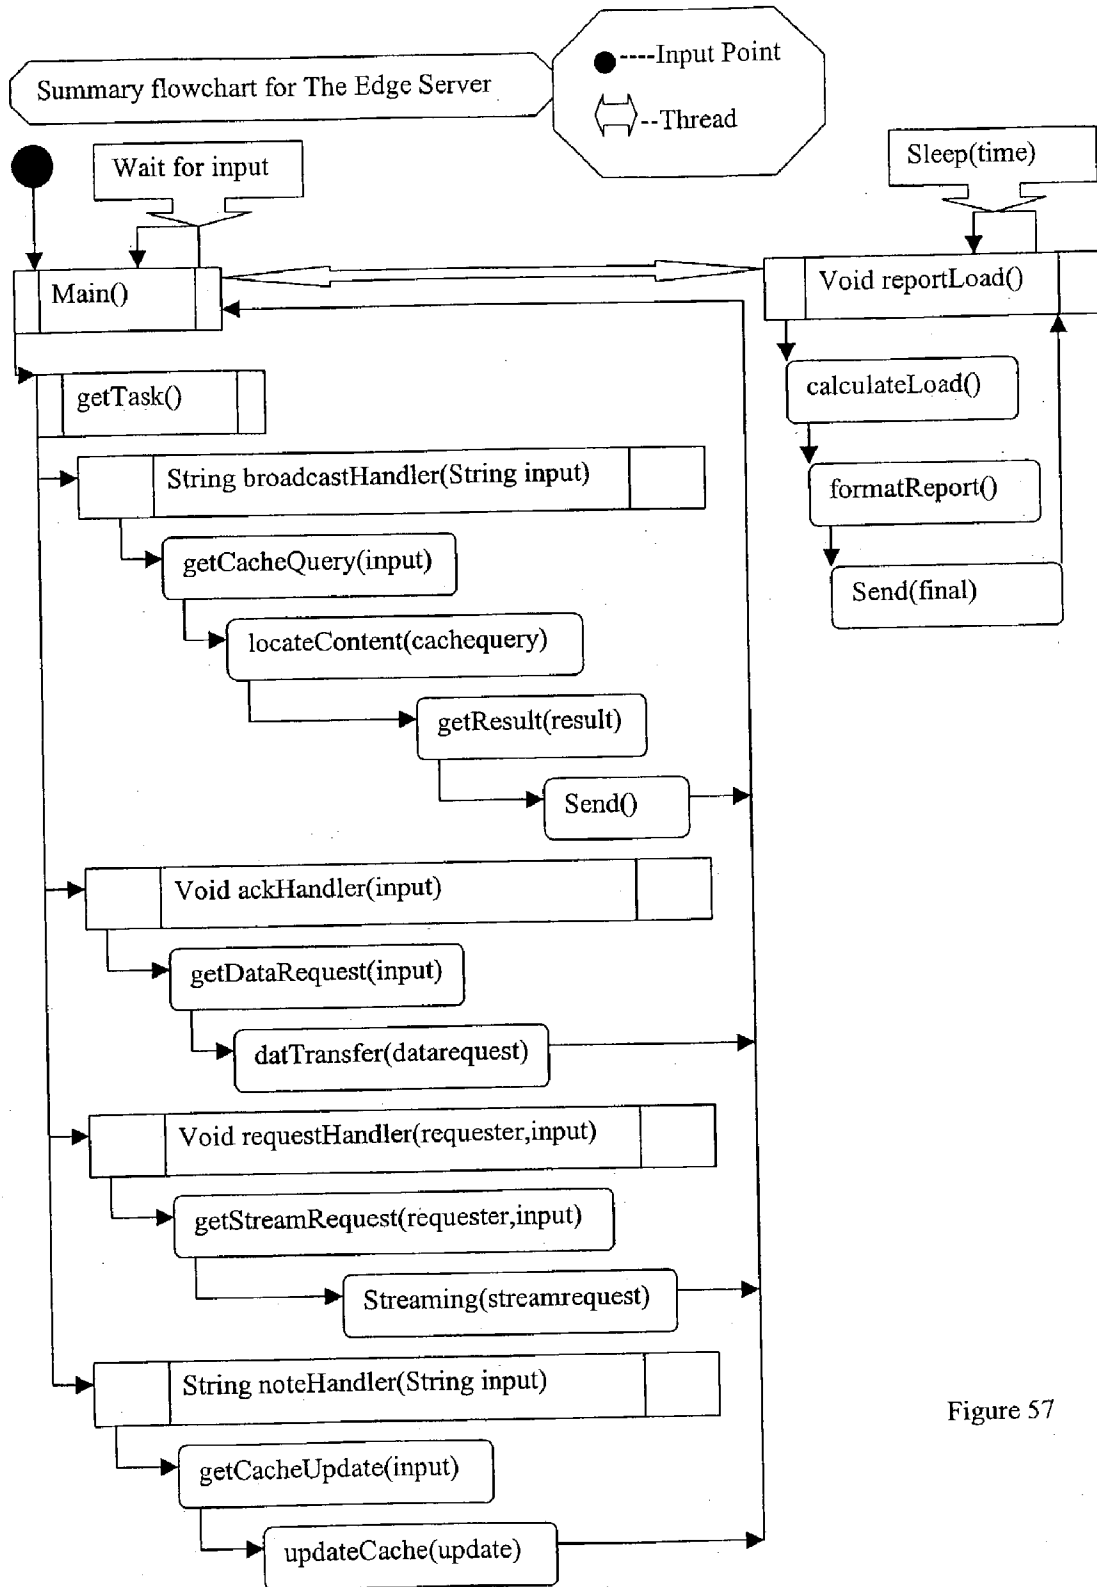 Summary flowchart for The Edge Server
----Input Point
--Thread
Wait for input
Sleep(time)
Main()
Void reportLoad()
getTask()
calculateLoad()
String broadcastHandler(String input)
formatReport()
getCacheQuery(input)
Send(final)
locateContent(cachequery)
getResult(result)
Send()
Void ackHandler(input)
getDataRequest(input)
datTransfer(datarequest)
Void requestHandler(requester,input)
getStreamRequest(requester,input)
Streaming(streamrequest)
String noteHandler(String input)
Figure 57
getCacheUpdate(input)
updateCache(update)